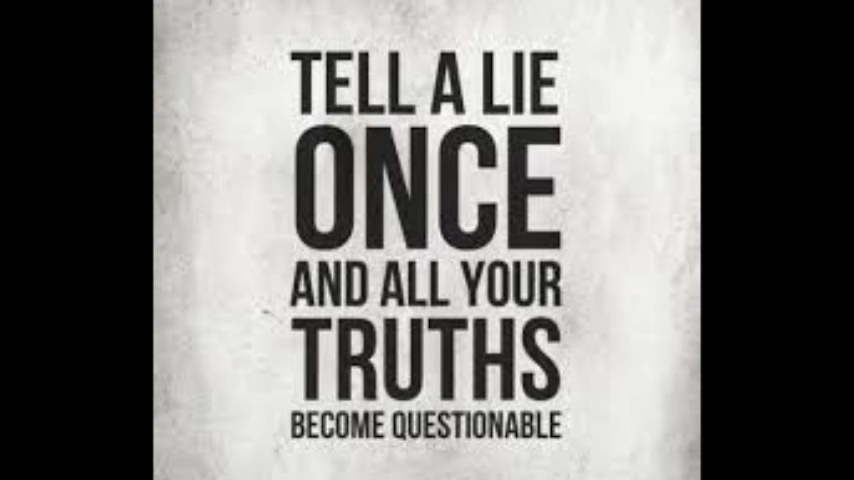 TELL A LIE
ONCE
AND ALL YOUR
TRUTHS
BECOME QUESTIONABLE